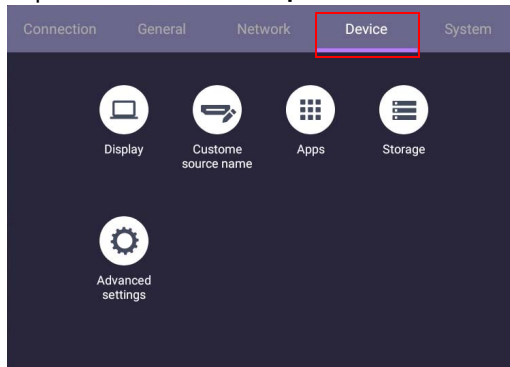 Connection General Network Device System
Display Custome source name Apps Storage
Advanced settings